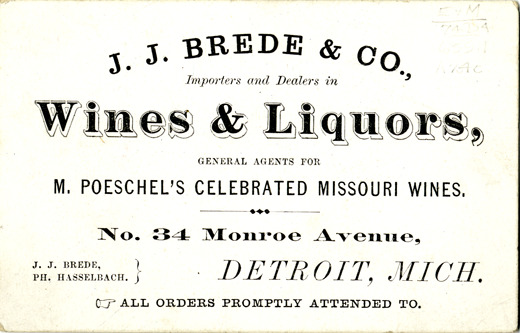 J. J. BREDE & CO.,
Importers and Dealers in
Wines & Liquors,
GENERAL AGENTS FOR
M. POESCHEL'S CELEBRATED MISSOURI WINES.
No. 34 Monroe Avenue,
J. J. BREDE,
PH. HASSELBACH.
DETROIT, MICH.
☞ ALL ORDERS PROMPTLY ATTENDED TO.